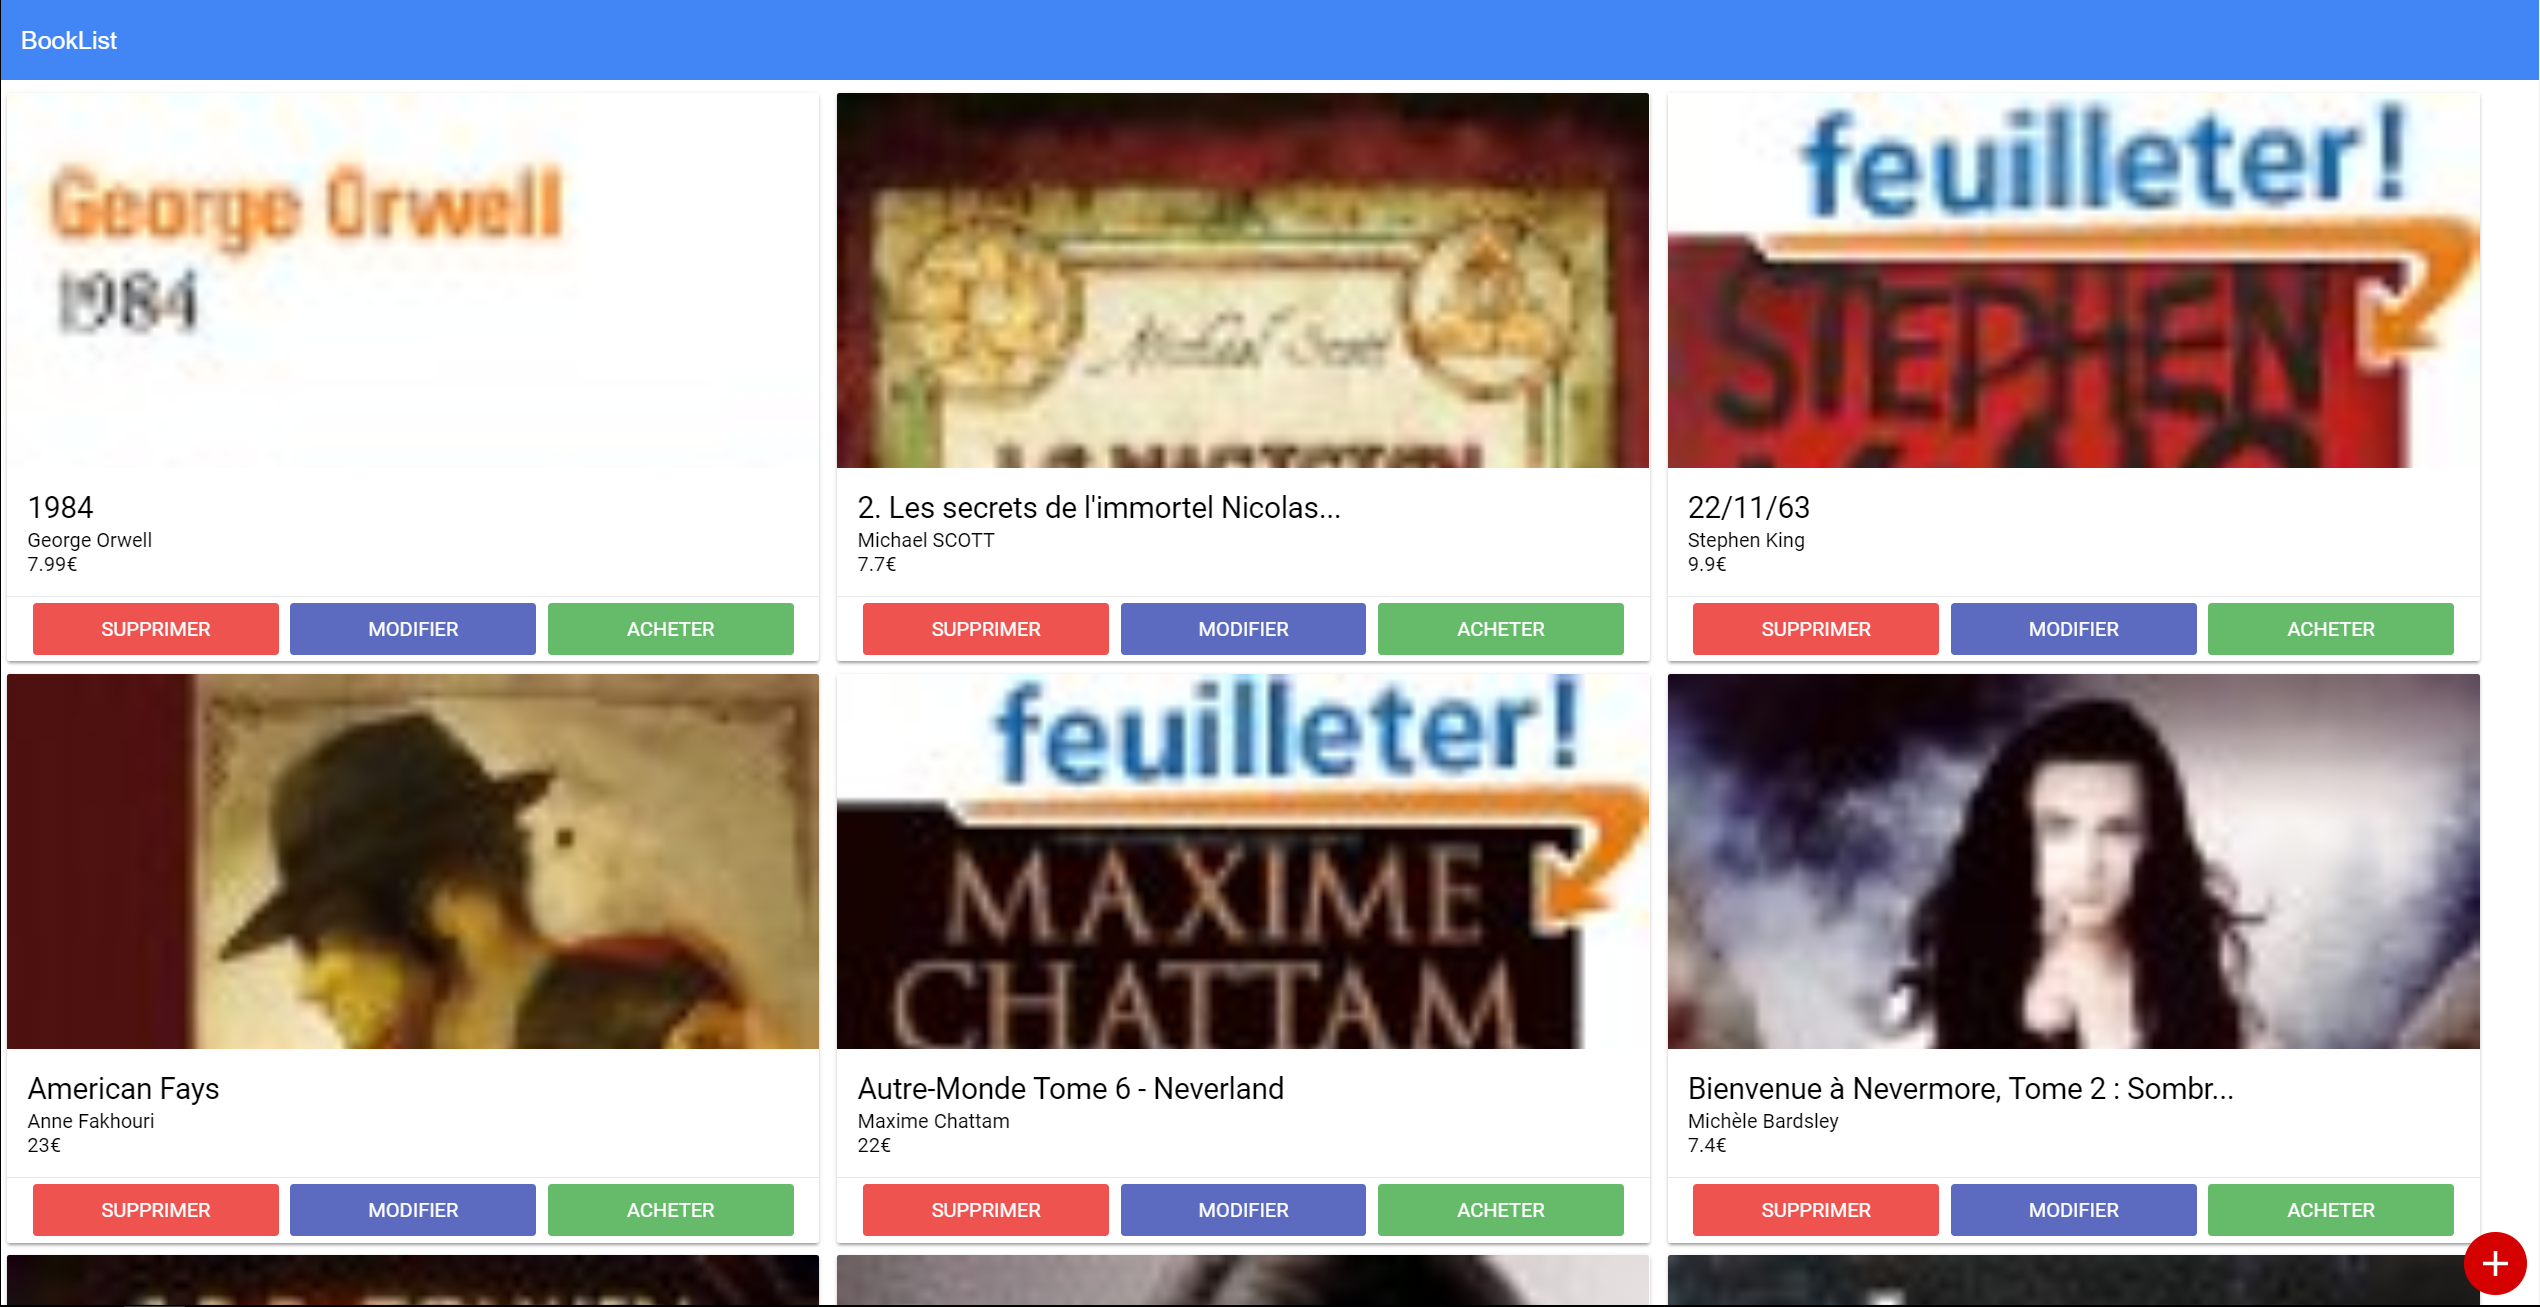 BookList
George Orwell
1984
Michael Scott
feuilleter!
STEPHEN
1984
George Orwell
7.99€
2. Les secrets de l'immortel Nicolas...
Michael SCOTT
7.7€
22/11/63
Stephen King
9.9€
SUPPRIMER MODIFIER ACHETER
SUPPRIMER MODIFIER ACHETER
SUPPRIMER MODIFIER ACHETER
feuilleter!
MAXIME
CHATTAM
American Fays
Anne Fakhouri
23€
Autre-Monde Tome 6 - Neverland
Maxime Chattam
22€
Bienvenue à Nevermore, Tome 2 : Sombr...
Michèle Bardsley
7.4€
SUPPRIMER MODIFIER ACHETER
SUPPRIMER MODIFIER ACHETER
SUPPRIMER MODIFIER ACHETER